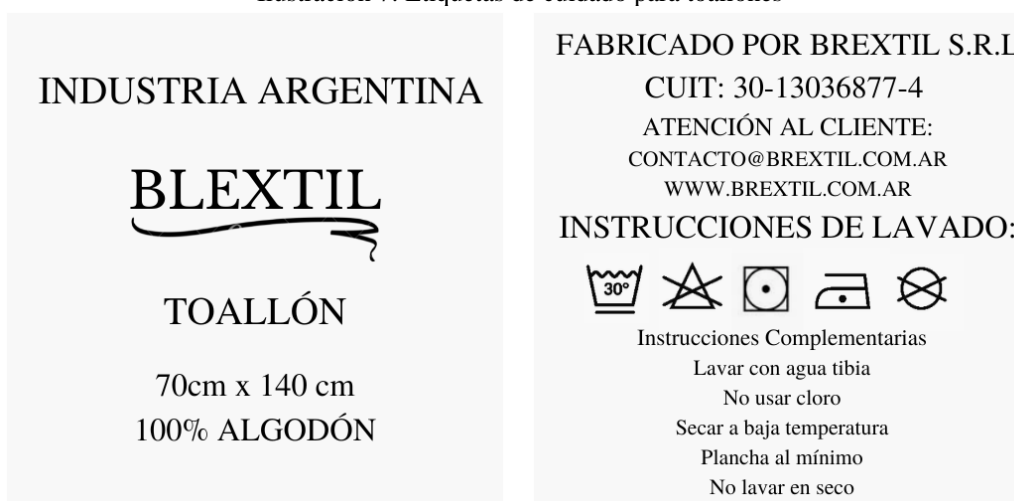 INDUSTRIA ARGENTINA
BLEXTIL
TOALLÓN
70cm x 140 cm
100% ALGODÓN
FABRICADO POR BREXTIL S.R.L
CUIT: 30-13036877-4
ATENCIÓN AL CLIENTE:
CONTACTO@BREXTIL.COM.AR
WWW.BREXTIL.COM.AR
INSTRUCCIONES DE LAVADO:
30°
Instrucciones Complementarias
Lavar con agua tibia
No usar cloro
Secar a baja temperatura
Plancha al mínimo
No lavar en seco